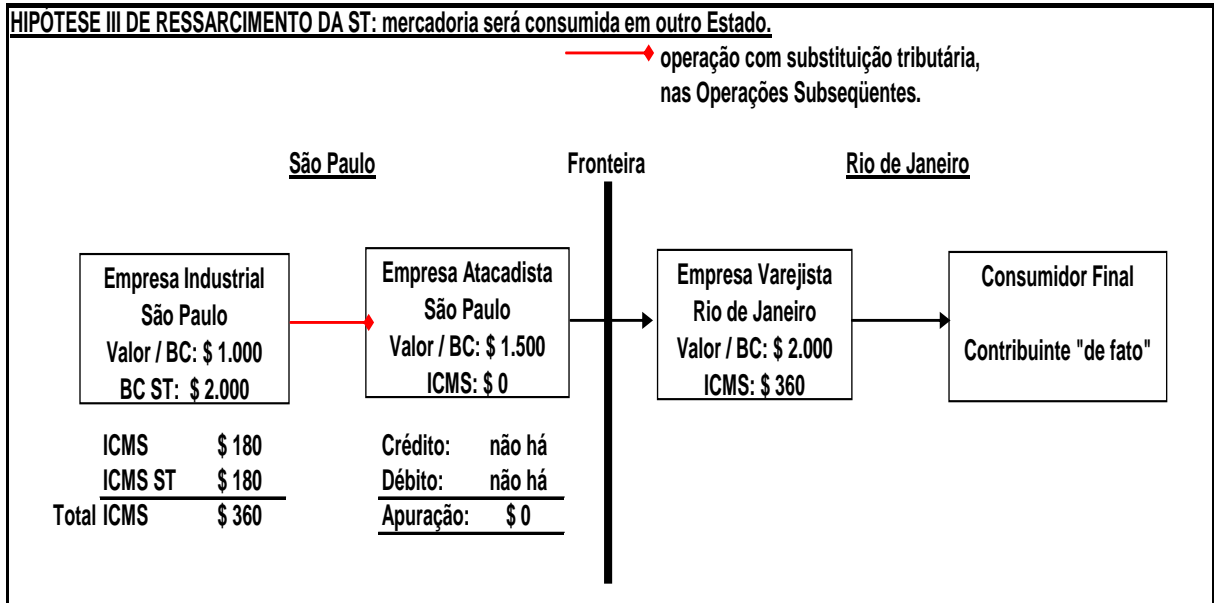 HIPÓTESE III DE RESSARCIMENTO DA ST: mercadoria será consumida em outro Estado.
operação com substituição tributária,
nas Operações Subseqüentes.
São Paulo
Fronteira
Rio de Janeiro
Empresa Industrial
São Paulo
Valor / BC: $ 1.000
BC ST: $ 2.000
Empresa Atacadista
São Paulo
Valor / BC: $ 1.500
ICMS: $ 0
Empresa Varejista
Rio de Janeiro
Valor / BC: $ 2.000
ICMS: $ 360
Consumidor Final
Contribuinte "de fato"
ICMS $ 180
ICMS ST $ 180
Total ICMS $ 360
Crédito: não há
Débito: não há
Apuração: $ 0